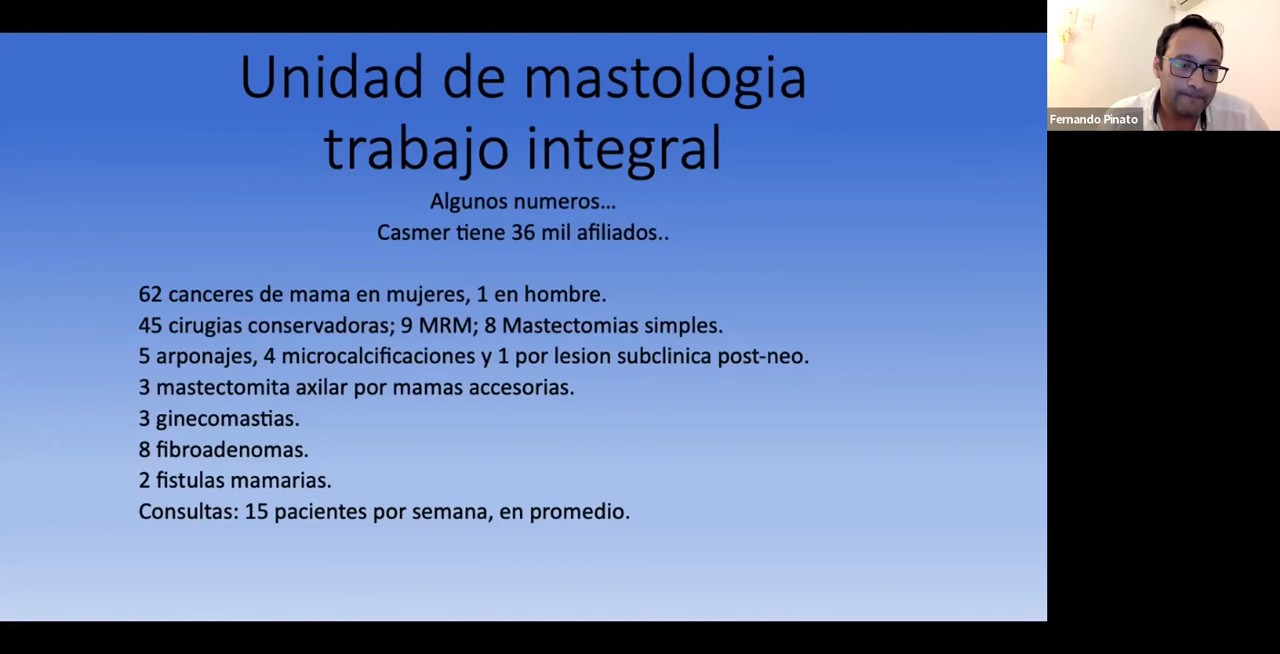 Unidad de mastologia
trabajo integral
Algunos numeros...
Casmer tiene 36 mil afiliados..
62 canceres de mama en mujeres, 1 en hombre.
45 cirugias conservadoras; 9 MRM; 8 Mastectomias simples.
5 arponajes, 4 microcalcificaciones y 1 por lesion subclinica post-neo.
3 mastectomita axilar por mamas accesorias.
3 ginecomastias.
8 fibroadenomas.
2 fistulas mamarias.
Consultas: 15 pacientes por semana, en promedio.
Fernando Pinato